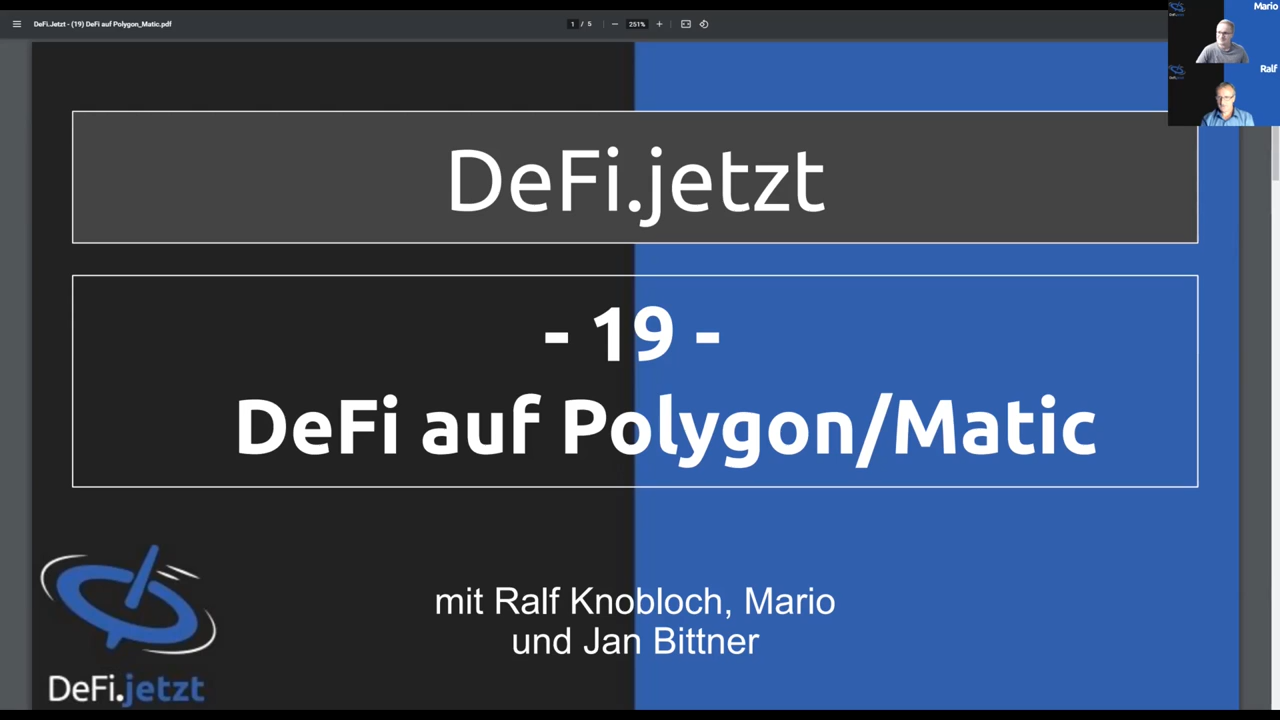 DeFi.Jetzt - (19) DeFi auf Polygon_Matic.pdf
1 / 5
251%
Mario
Ralf
DeFi.jetzt
- 19 -
DeFi auf Polygon/Matic
mit Ralf Knobloch, Mario
und Jan Bittner
DeFi.jetzt